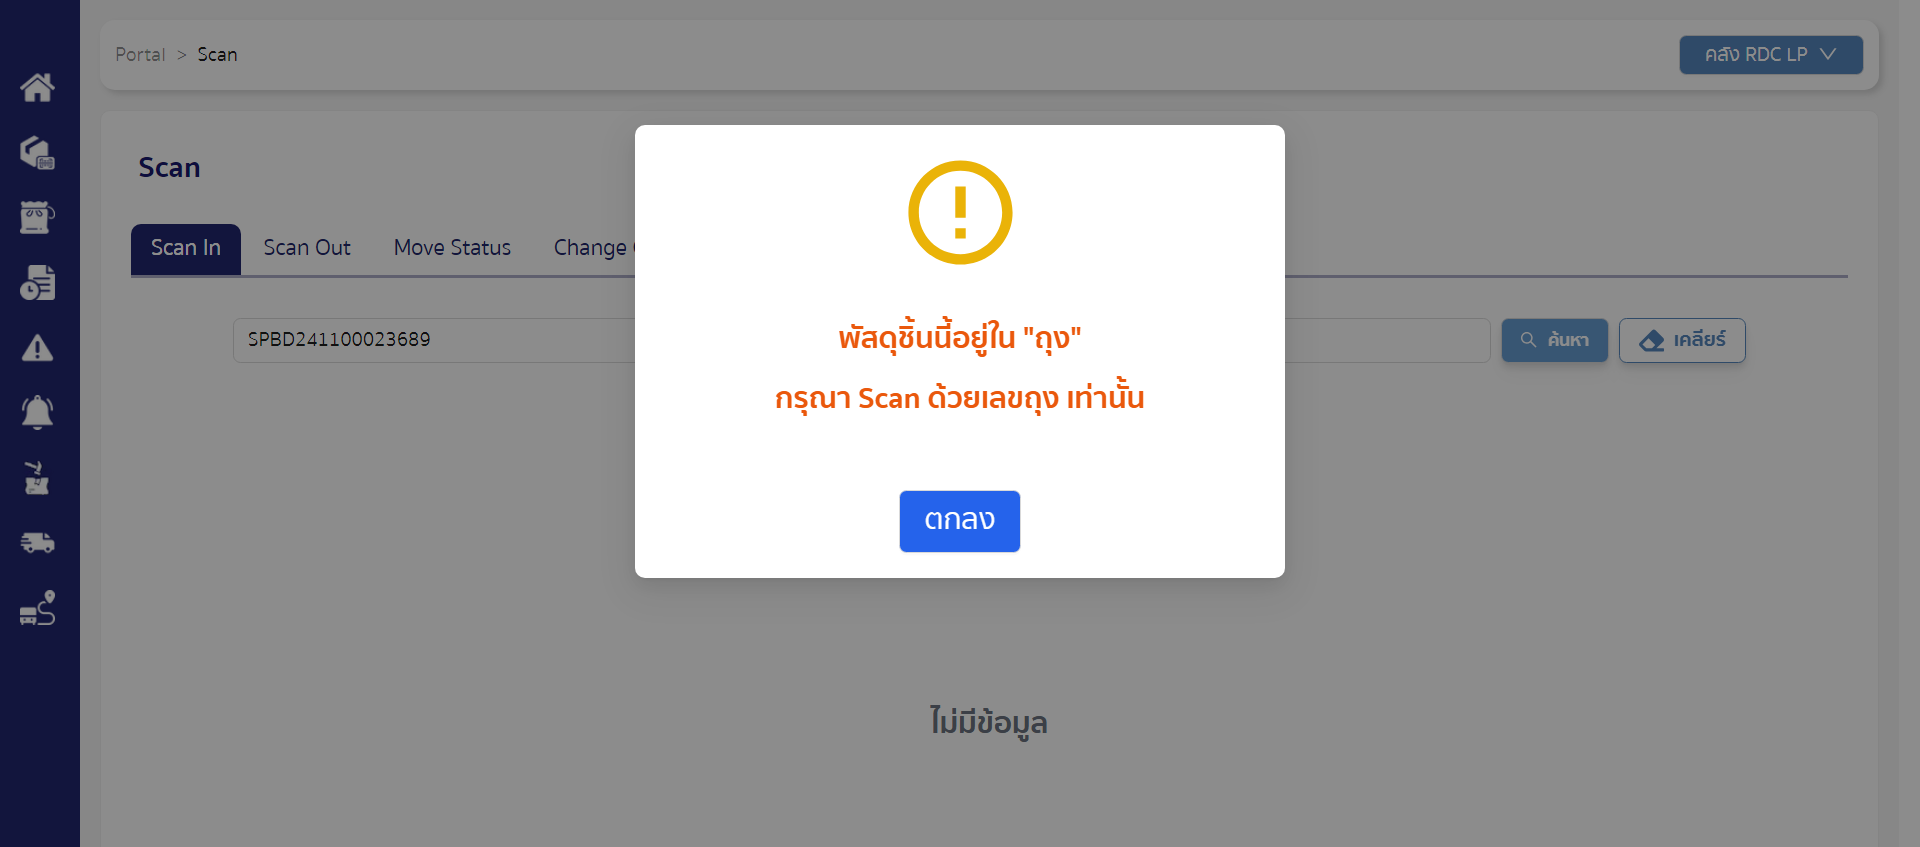 Portal > Scan
คลัง RDC LP
Scan
Scan In
Scan Out
Move Status
Change
SPBD241100023689
ค้นหา
เคลียร์
พัสดุชิ้นนี้อยู่ใน "ถุง"
กรุณา Scan ด้วยเลขถุง เท่านั้น
ตกลง
ไม่มีข้อมูล